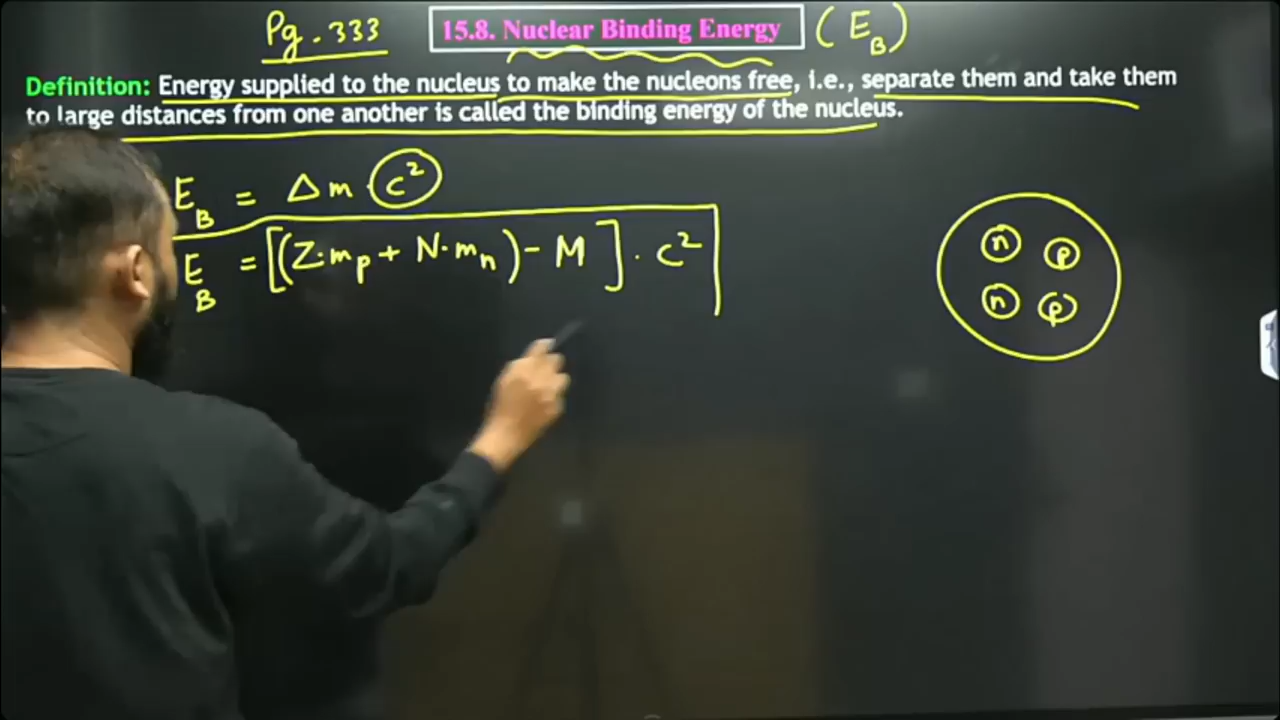 Pg. 333 15.8. Nuclear Binding Energy (E_B)
Definition: Energy supplied to the nucleus to make the nucleons free, i.e., separate them and take them
to large distances from one another is called the binding energy of the nucleus.
E_B = Δm · c²
E_B = [(Z·m_p + N·m_n) - M] · c²
n p
n p